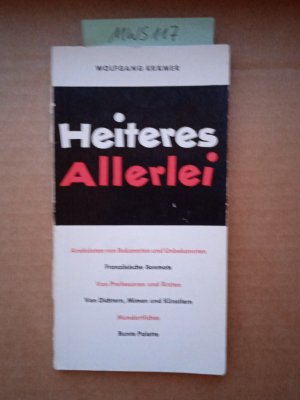 MWS 117
WOLFGANG KERMER
Heiteres
Allerlei
Anekdoten von Bekannten und Unbekannten
Französische Bonmots
Von Professoren und Ärzten
Von Dichtern, Mimen und Künstlern
Wunderliches
Bunte Palette